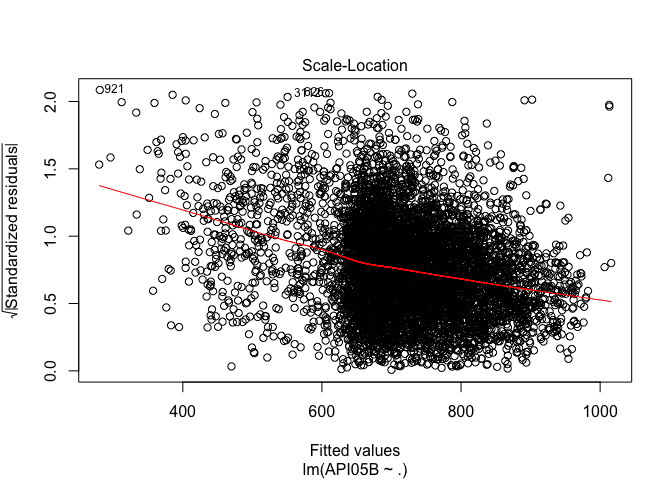 Scale-Location
√|Standardized residuals|
2.0
1.5
1.0
0.5
0.0
921
400
600
800
1000
Fitted values
lm(API05B ~ .)